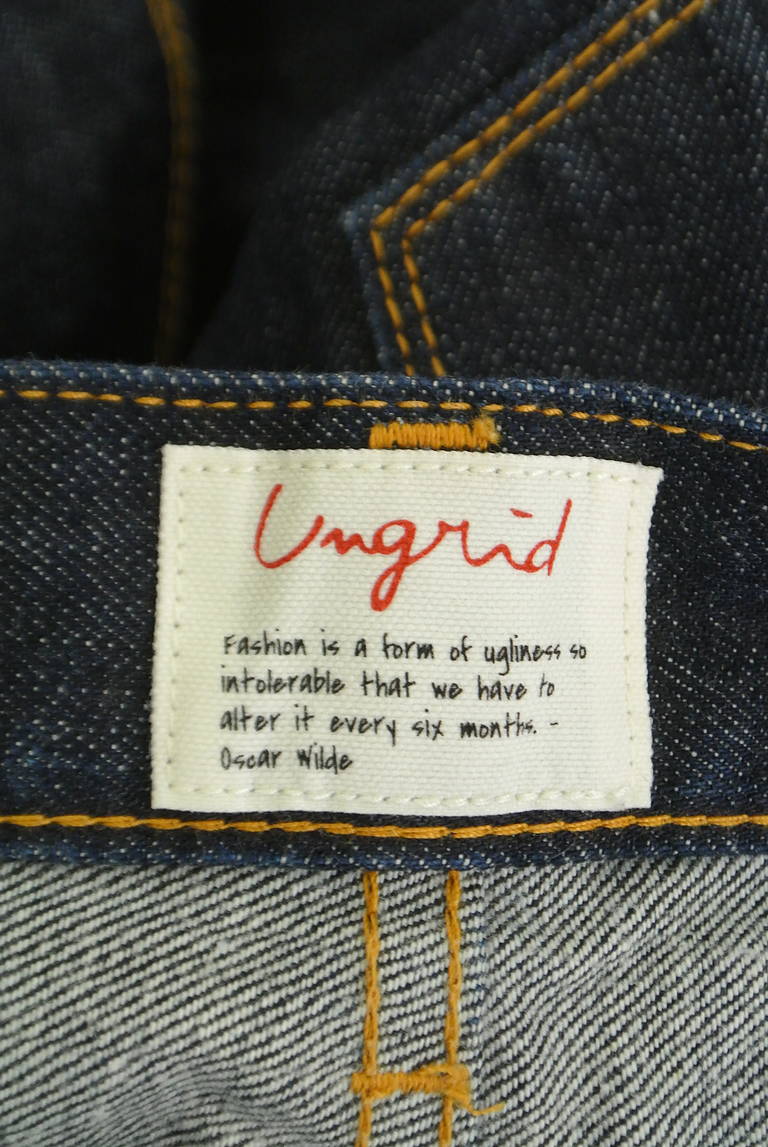 Ungrid
Fashion is a form of ugliness so
intolerable that we have to
alter it every six months. -
Oscar Wilde